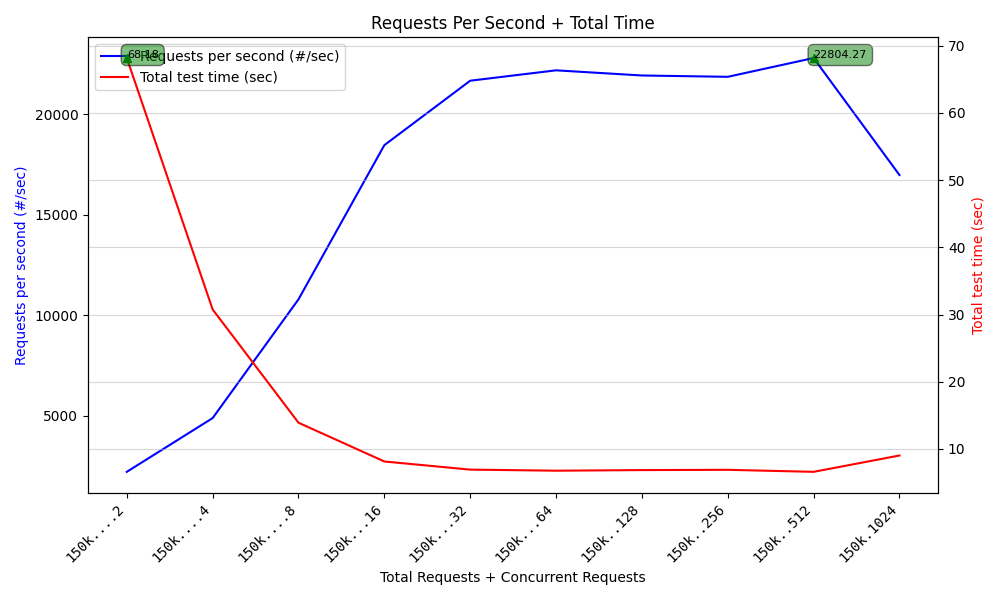 Requests Per Second + Total Time
68.18
Requests per second (#/sec)
Total test time (sec)
22804.27
Requests per second (#/sec)
20000
15000
10000
5000
70
60
50
40
30
20
10
Total test time (sec)
150k....2
150k....4
150k....8
150k...16
150k...32
150k...64
150k..128
150k..256
150k..512
150k.1024
Total Requests + Concurrent Requests